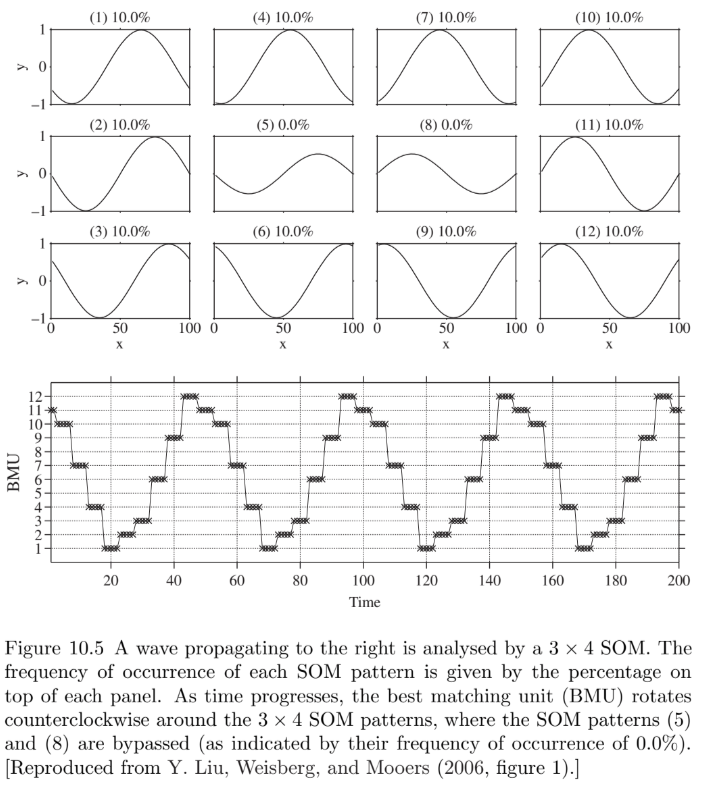 (1) 10.0% (4) 10.0% (7) 10.0% (10) 10.0%
1
y 0
−1
(2) 10.0% (5) 0.0% (8) 0.0% (11) 10.0%
1
y 0
−1
(3) 10.0% (6) 10.0% (9) 10.0% (12) 10.0%
1
y 0
−1
0 50 100 0 50 100 0 50 100 0 50 100
x x x x
12
11
10
9
8
7
6
5
4
3
2
1
BMU
20 40 60 80 100 120 140 160 180 200
Time
Figure 10.5 A wave propagating to the right is analysed by a 3 × 4 SOM. The
frequency of occurrence of each SOM pattern is given by the percentage on
top of each panel. As time progresses, the best matching unit (BMU) rotates
counterclockwise around the 3 × 4 SOM patterns, where the SOM patterns (5)
and (8) are bypassed (as indicated by their frequency of occurrence of 0.0%).
[Reproduced from Y. Liu, Weisberg, and Mooers (2006, figure 1).]